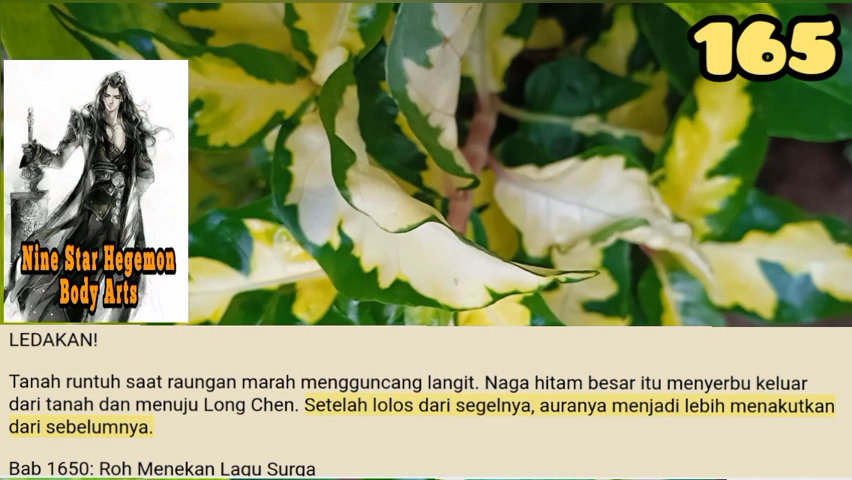 165
Nine Star Hegemon
Body Arts
LEDAKAN!
Tanah runtuh saat raungan marah mengguncang langit. Naga hitam besar itu menyerbu keluar
dari tanah dan menuju Long Chen. Setelah lolos dari segelnya, auranya menjadi lebih menakutkan
dari sebelumnya.
Bab 1650: Roh Menekan Lagu Surga